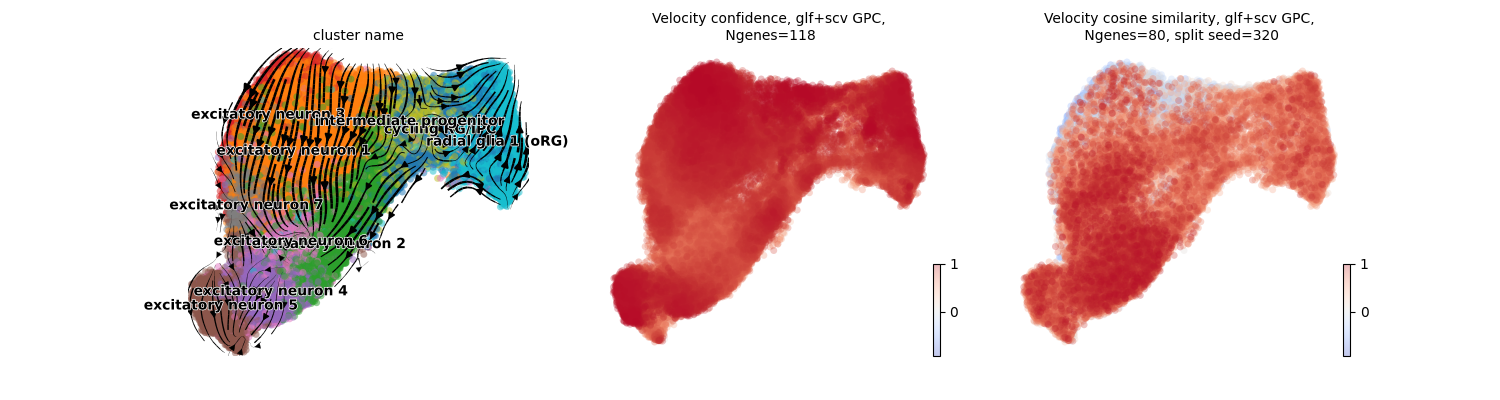 cluster name
excitatory neuron 3
intermediate progenitor
cycling RG/IPC
radial glia 1 (oRG)
excitatory neuron 1
excitatory neuron 7
excitatory neuron 6
neuron 2
excitatory neuron 4
excitatory neuron 5
Velocity confidence, glf+scv GPC,
Ngenes=118
1
0
Velocity cosine similarity, glf+scv GPC,
Ngenes=80, split seed=320
1
0